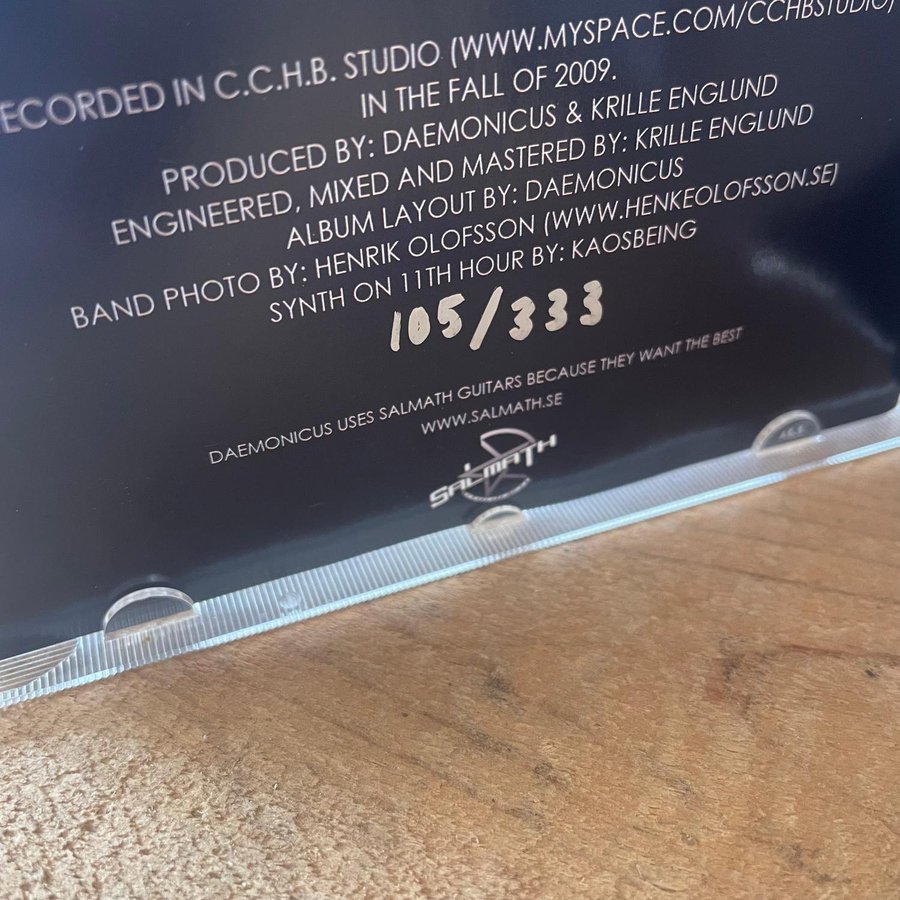 ECORDED IN C.C.H.B. STUDIO (WWW.MYSPACE.COM/CCHBSTUDIO)
IN THE FALL OF 2009.
PRODUCED BY: DAEMONICUS & KRILLE ENGLUND
ENGINEERED, MIXED AND MASTERED BY: KRILLE ENGLUND
ALBUM LAYOUT BY: DAEMONICUS
BAND PHOTO BY: HENRIK OLOFSSON (WWW.HENKEOLOFSSON.SE)
SYNTH ON 11TH HOUR BY: KAOSBEING
105/333
DAEMONICUS USES SALMATH GUITARS BECAUSE THEY WANT THE BEST
WWW.SALMATH.SE
SALMATH